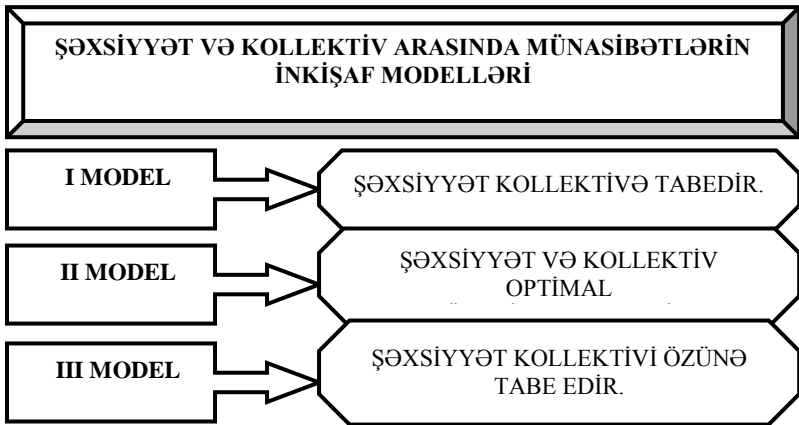 ŞƏXSİYYƏT VƏ KOLLEKTİV ARASINDA MÜNASİBƏTLƏRİN
İNKİŞAF MODELLƏRİ
I MODEL
ŞƏXSİYYƏT KOLLEKTİVƏ TABEDİR.
II MODEL
ŞƏXSİYYƏT VƏ KOLLEKTİV
OPTİMAL
III MODEL
ŞƏXSİYYƏT KOLLEKTİVİ ÖZÜNƏ
TABE EDİR.